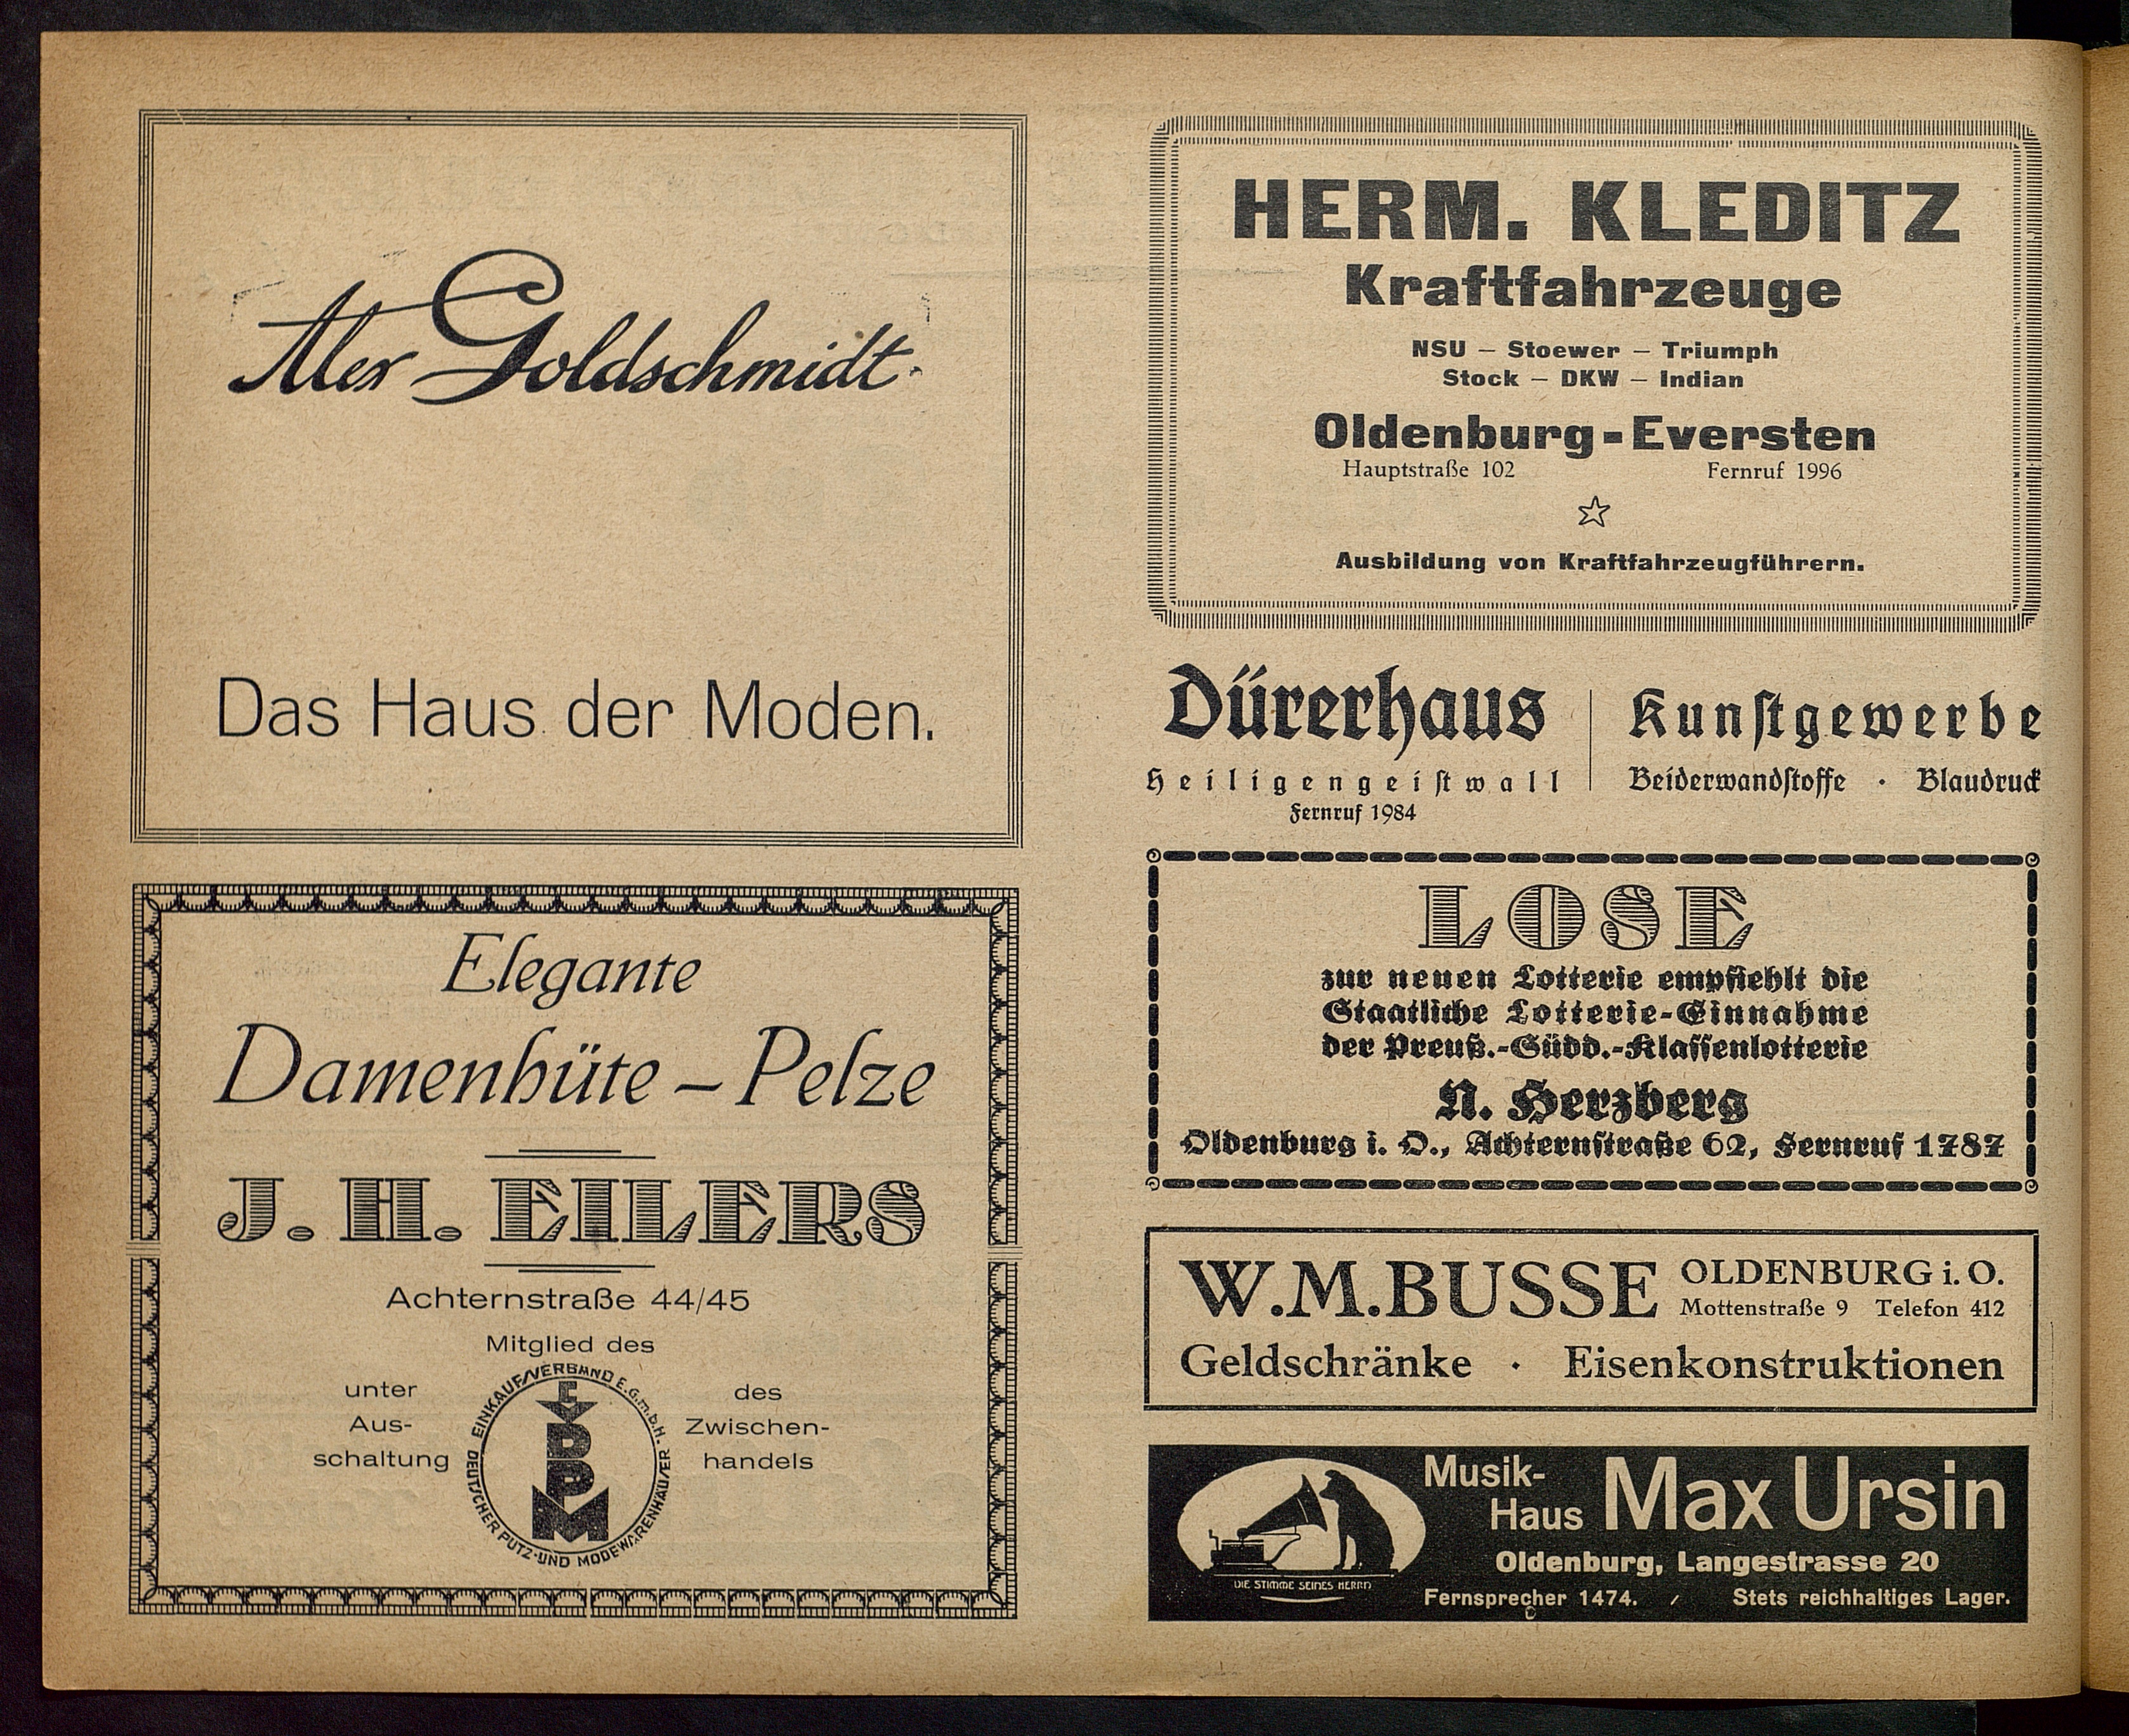 Alex Goldschmidt.
Das Haus der Moden.
Elegante
Damenhüte – Pelze
J. H. EILERS
Achternstraße 44/45
Mitglied des
unter
Aus-
schaltung
EINKAUFSVERBAND E.G.m.b.H.
DEUTSCHER PUTZ-UND MODEWARENHÄUSER
E
V
D
P
M
des
Zwischen-
handels
HERM. KLEDITZ
Kraftfahrzeuge
NSU – Stoewer – Triumph
Stock – DKW – Indian
Oldenburg-Eversten
Hauptstraße 102 Fernruf 1996
Ausbildung von Kraftfahrzeugführern.
Dürerhaus
Heiligengeiſtwall
Fernruf 1984
Kunſtgewerbe
Beiderwandſtoffe · Blaudruck
LOSE
zur neuen Lotterie empfiehlt die
Staatliche Lotterie-Einnahme
der Preuß.-Südd.-Klaſſenlotterie
N. Herzberg
Oldenburg i. O., Achternſtraße 62, Fernruf 1787
W.M.BUSSE OLDENBURG i. O.
Mottenstraße 9 Telefon 412
Geldschränke · Eisenkonstruktionen
DIE STIMME SEINES HERRN
Musik-
Haus Max Ursin
Oldenburg, Langestrasse 20
Fernsprecher 1474. / Stets reichhaltiges Lager.